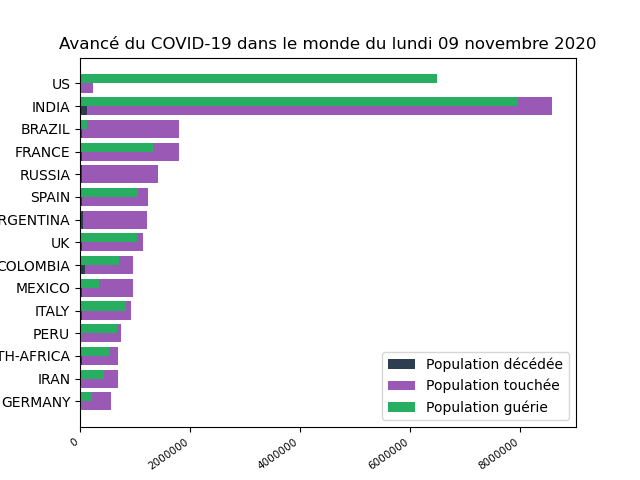 Avancé du COVID-19 dans le monde du lundi 09 novembre 2020
US
INDIA
BRAZIL
FRANCE
RUSSIA
SPAIN
RGENTINA
UK
COLOMBIA
MEXICO
ITALY
PERU
TH-AFRICA
IRAN
GERMANY
Population décédée
Population touchée
Population guérie
0
2000000
4000000
6000000
8000000